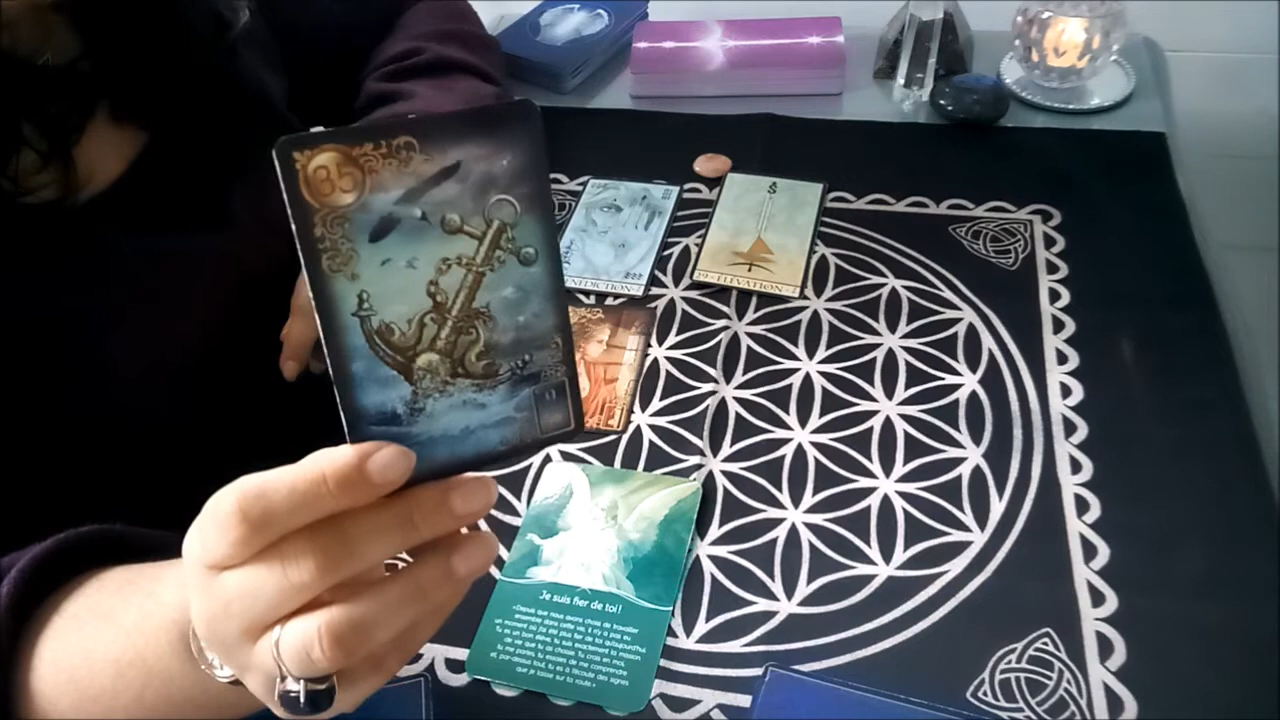 35
BÉNÉDICTION
29 - ELEVATION - 2
Je suis fier de toi !
«Depuis que nous avons choisi de travailler
ensemble dans cette vie, il n'y a pas eu
un moment où j'ai été plus fier de toi qu'aujourd'hui.
Tu es un bon élève, tu suis exactement la mission
de vie que tu as choisie. Tu crois en moi,
tu me parles, tu essaies de me comprendre
et, par-dessus tout, tu es à l'écoute des signes
que je laisse sur ta route.»